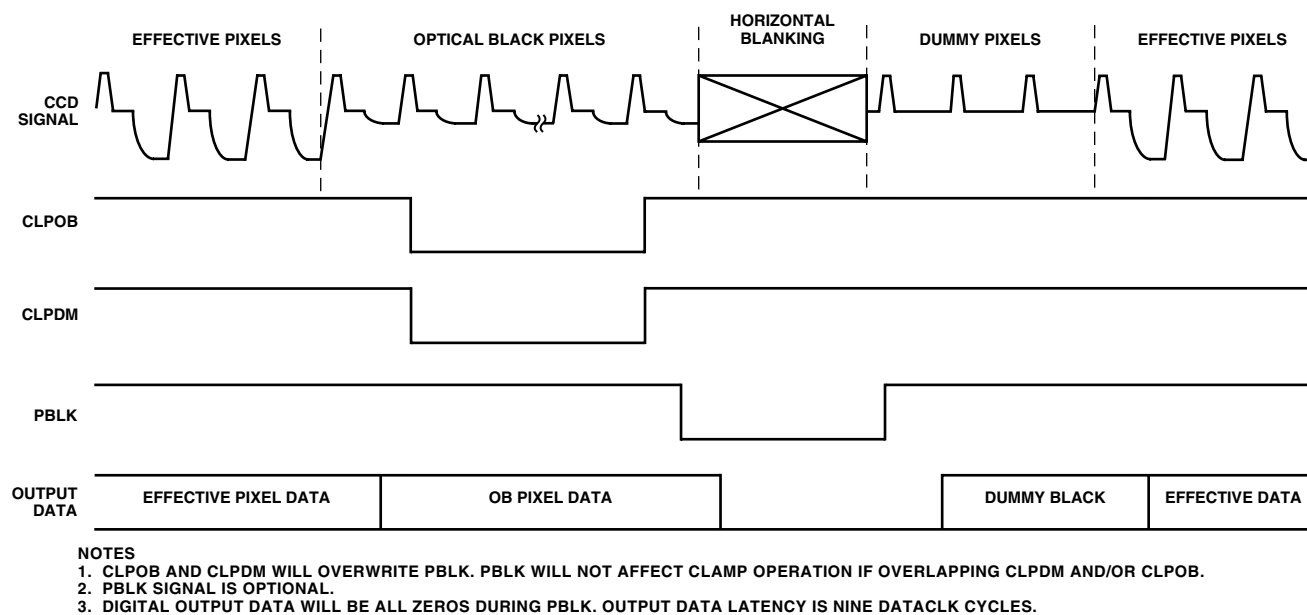 EFFECTIVE PIXELS
OPTICAL BLACK PIXELS
HORIZONTAL
BLANKING
DUMMY PIXELS
EFFECTIVE PIXELS
CCD
SIGNAL
CLPOB
CLPDM
PBLK
OUTPUT
DATA
EFFECTIVE PIXEL DATA
OB PIXEL DATA
DUMMY BLACK
EFFECTIVE DATA
NOTES
1. CLPOB AND CLPDM WILL OVERWRITE PBLK. PBLK WILL NOT AFFECT CLAMP OPERATION IF OVERLAPPING CLPDM AND/OR CLPOB.
2. PBLK SIGNAL IS OPTIONAL.
3. DIGITAL OUTPUT DATA WILL BE ALL ZEROS DURING PBLK. OUTPUT DATA LATENCY IS NINE DATACLK CYCLES.